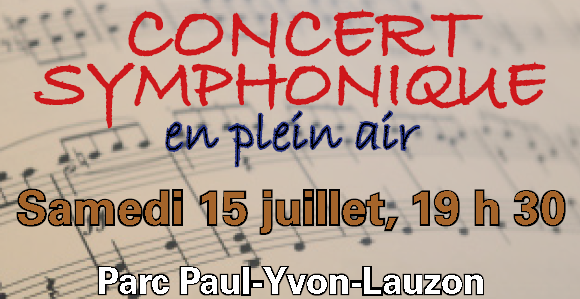 CONCERT
SYMPHONIQUE
en plein air
Samedi 15 juillet, 19 h 30
Parc Paul-Yvon-Lauzon